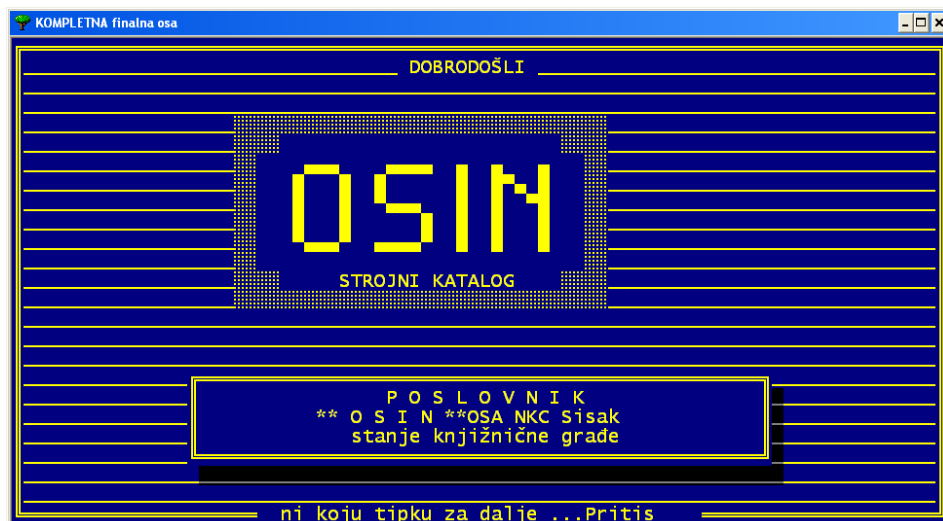 KOMPLETNA finalna osa
DOBRODOŠLI
OSIN
STROJNI KATALOG
P O S L O V N I K
** O S I N **OSA NKC Sisak
stanje knjižnične građe
ni koju tipku za dalje ...Pritis